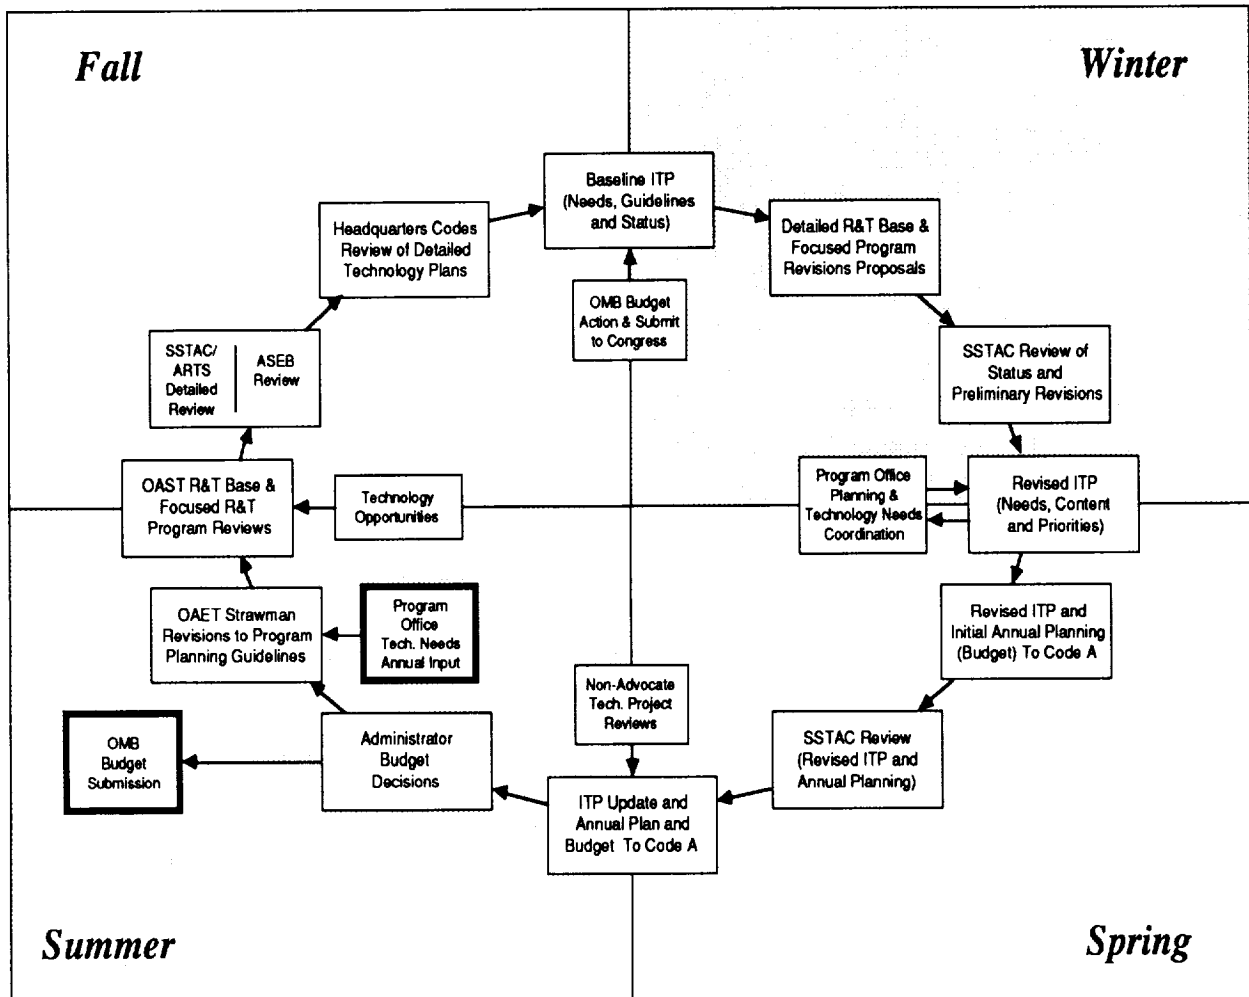 Fall
Winter
Baseline ITP
(Needs, Guidelines
and Status)
Headquarters Codes
Review of Detailed
Technology Plans
Detailed R&T Base &
Focused Program
Revisions Proposals
OMB Budget
Action & Submit
to Congress
SSTAC/
ARTS
Detailed
Review
ASEB
Review
SSTAC Review of
Status and
Preliminary Revisions
OAST R&T Base &
Focused R&T
Program Reviews
Technology
Opportunities
Program Office
Planning &
Technology Needs
Coordination
Revised ITP
(Needs, Content
and Priorities)
OAET Strawman
Revisions to Program
Planning Guidelines
Program
Office
Tech. Needs
Annual Input
Revised ITP and
Initial Annual Planning
(Budget) To Code A
Non-Advocate
Tech. Project
Reviews
OMB
Budget
Submission
Administrator
Budget
Decisions
SSTAC Review
(Revised ITP and
Annual Planning)
ITP Update and
Annual Plan and
Budget To Code A
Summer
Spring